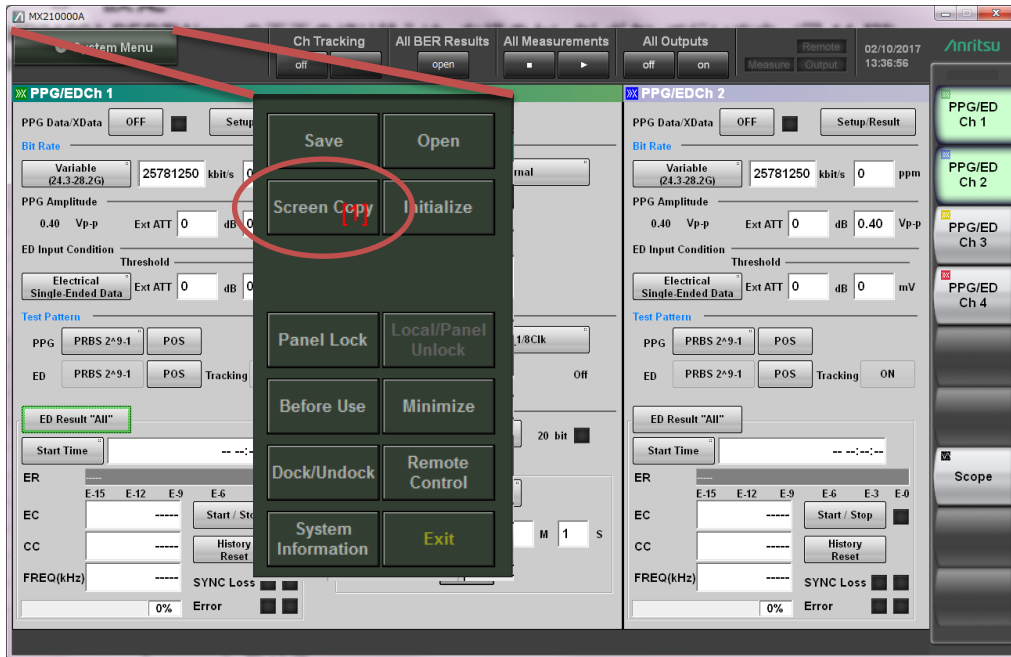 MX210000A
System Menu
Ch Tracking
off
All BER Results
open
All Measurements
All Outputs
off on
Remote
Measure Output
02/10/2017
13:36:56
Anritsu
PPG/EDCh 1
PPG Data/XData OFF Setup
Bit Rate
Variable
(24.3-28.2G)
25781250 kbit/s 0
PPG Amplitude
0.40 Vp-p Ext ATT 0 dB 0
ED Input Condition
Threshold
Electrical
Single-Ended Data
Ext ATT 0 dB 0
Test Pattern
PPG PRBS 2^9-1 POS
ED PRBS 2^9-1 POS Tracking
ED Result "All"
Start Time -- --:
ER -----
E-15 E-12 E-9 E-6
EC ----- Start / Sto
CC ----- History
Reset
FREQ(kHz) ----- SYNC Loss
0% Error
Save Open
Screen Copy [1] Initialize
Panel Lock Local/Panel
Unlock
Before Use Minimize
Dock/Undock Remote
Control
System
Information
Exit
rnal
1/8Clk
Off
20 bit
M 1 S
PPG/EDCh 2
PPG Data/XData OFF Setup/Result
Bit Rate
Variable
(24.3-28.2G)
25781250 kbit/s 0 ppm
PPG Amplitude
0.40 Vp-p Ext ATT 0 dB 0.40 Vp-p
ED Input Condition
Threshold
Electrical
Single-Ended Data
Ext ATT 0 dB 0 mV
Test Pattern
PPG PRBS 2^9-1 POS
ED PRBS 2^9-1 POS Tracking ON
ED Result "All"
Start Time -- --:--:--
ER -----
E-15 E-12 E-9 E-6 E-3 E-0
EC ----- Start / Stop
CC ----- History
Reset
FREQ(kHz) ----- SYNC Loss
0% Error
PPG/ED
Ch 1
PPG/ED
Ch 2
PPG/ED
Ch 3
PPG/ED
Ch 4
Scope